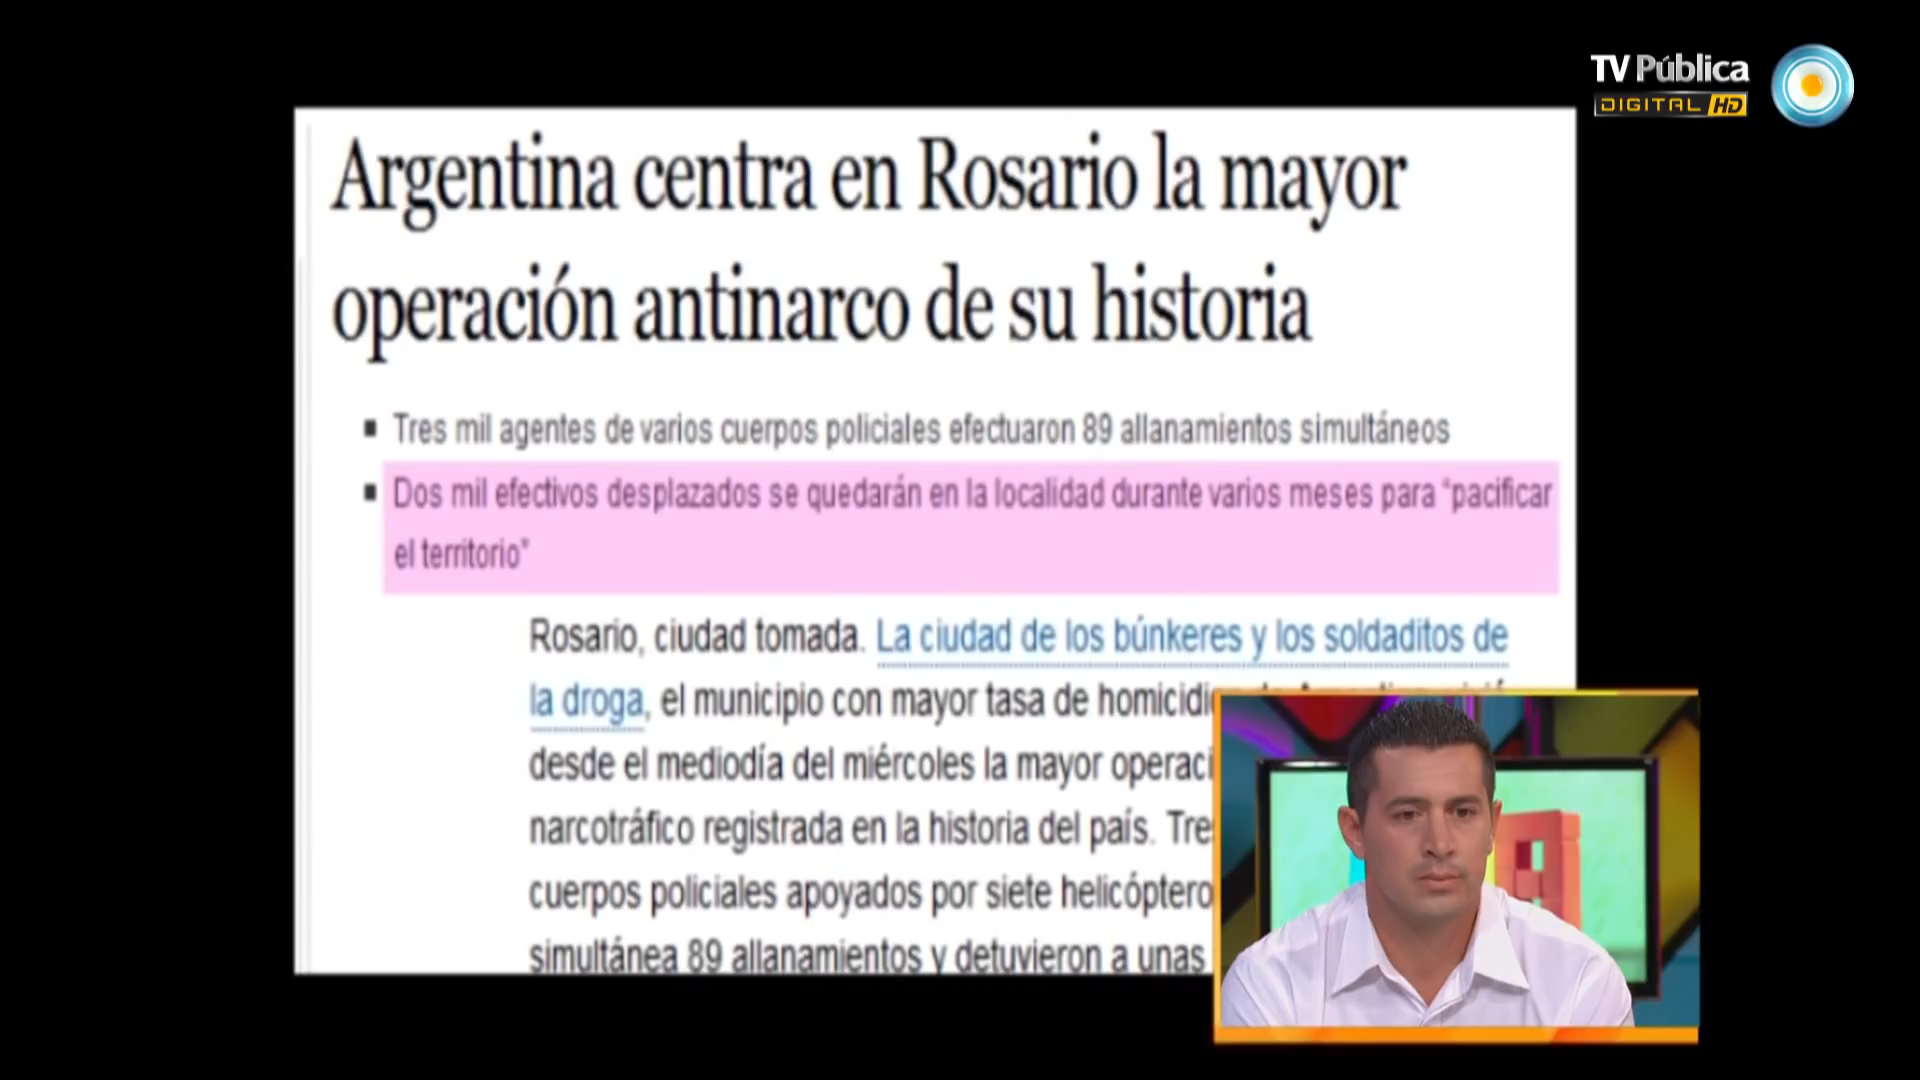 TV Pública
DIGITAL HD
Argentina centra en Rosario la mayor
operación antinarco de su historia
Tres mil agentes de varios cuerpos policiales efectuaron 89 allanamientos simultáneos
Dos mil efectivos desplazados se quedarán en la localidad durante varios meses para “pacificar
el territorio”
Rosario, ciudad tomada. La ciudad de los búnkeres y los soldaditos de
la droga, el municipio con mayor tasa de
desde el mediodía del miércoles la mayor
narcotráfico registrada en la historia del país.
cuerpos policiales apoyados por siete
simultánea 89 allanamientos y detuvieron a unas